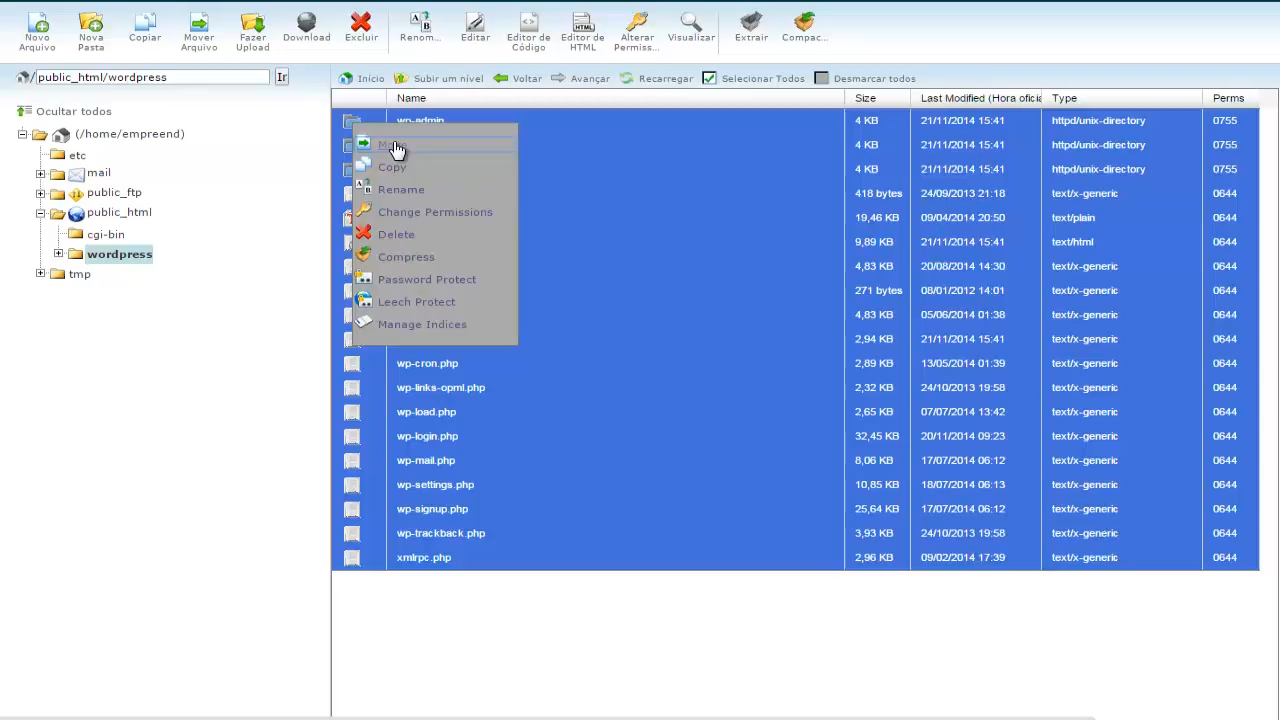 Novo Arquivo
Nova Pasta
Copiar
Mover Arquivo
Fazer Upload
Download
Excluir
Renom...
Editar
Editor de Código
Editor de HTML
Alterar Permiss...
Visualizar
Extrair
Compac...
/ public_html/wordpress Ir
Início Subir um nível Voltar Avançar Recarregar Selecionar Todos Desmarcar todos
Ocultar todos
(/home/empreend)
etc
mail
public_ftp
public_html
cgi-bin
wordpress
tmp
Name Size Last Modified (Hora oficia Type Perms
wp-admin 4 KB 21/11/2014 15:41 httpd/unix-directory 0755
4 KB 21/11/2014 15:41 httpd/unix-directory 0755
4 KB 21/11/2014 15:41 httpd/unix-directory 0755
418 bytes 24/09/2013 21:18 text/x-generic 0644
19,46 KB 09/04/2014 20:50 text/plain 0644
9,89 KB 21/11/2014 15:41 text/html 0644
4,83 KB 20/08/2014 14:30 text/x-generic 0644
271 bytes 08/01/2012 14:01 text/x-generic 0644
4,83 KB 05/06/2014 01:38 text/x-generic 0644
2,94 KB 21/11/2014 15:41 text/x-generic 0644
wp-cron.php 2,89 KB 13/05/2014 01:39 text/x-generic 0644
wp-links-opml.php 2,32 KB 24/10/2013 19:58 text/x-generic 0644
wp-load.php 2,65 KB 07/07/2014 13:42 text/x-generic 0644
wp-login.php 32,45 KB 20/11/2014 09:23 text/x-generic 0644
wp-mail.php 8,06 KB 17/07/2014 06:12 text/x-generic 0644
wp-settings.php 10,85 KB 18/07/2014 06:13 text/x-generic 0644
wp-signup.php 25,64 KB 17/07/2014 06:12 text/x-generic 0644
wp-trackback.php 3,93 KB 24/10/2013 19:58 text/x-generic 0644
xmlrpc.php 2,96 KB 09/02/2014 17:39 text/x-generic 0644
Copy
Rename
Change Permissions
Delete
Compress
Password Protect
Leech Protect
Manage Indices